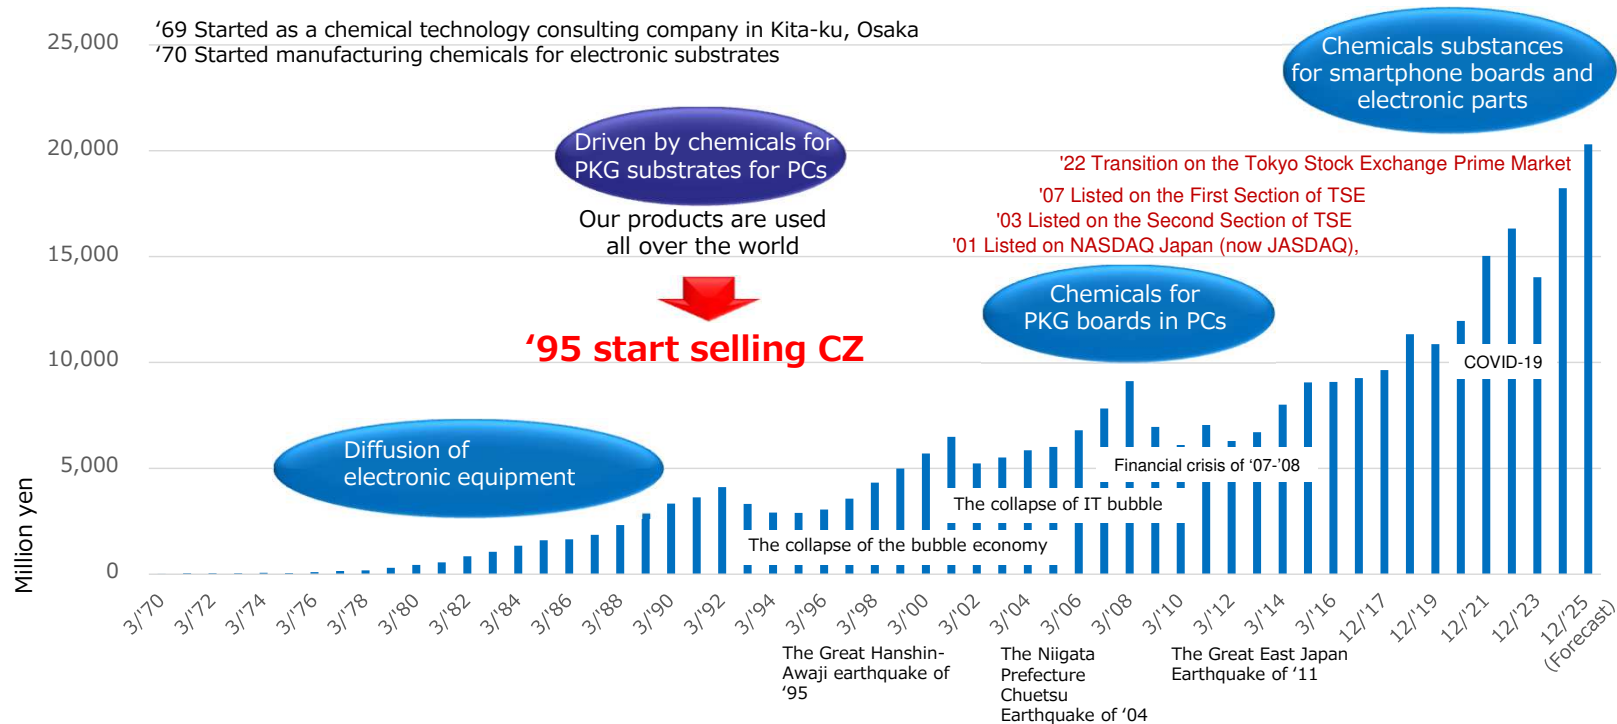 ‘69 Started as a chemical technology consulting company in Kita-ku, Osaka
‘70 Started manufacturing chemicals for electronic substrates
Chemicals substances
for smartphone boards and
electronic parts
Driven by chemicals for
PKG substrates for PCs
Our products are used
all over the world
‘95 start selling CZ
'22 Transition on the Tokyo Stock Exchange Prime Market
'07 Listed on the First Section of TSE
'03 Listed on the Second Section of TSE
'01 Listed on NASDAQ Japan (now JASDAQ),
Chemicals for
PKG boards in PCs
Diffusion of
electronic equipment
COVID-19
Financial crisis of ‘07-’08
The collapse of IT bubble
The collapse of the bubble economy
Million yen
25,000
20,000
15,000
10,000
5,000
0
3/'70
3/'72
3/'74
3/'76
3/'78
3/'80
3/'82
3/'84
3/'86
3/'88
3/'90
3/'92
3/'94
3/'96
3/'98
3/'00
3/'02
3/'04
3/'06
3/'08
3/'10
3/'12
3/'14
3/'16
12/'17
12/'19
12/'21
12/'23
12/'25
(Forecast)
The Great Hanshin-
Awaji earthquake of
‘95
The Niigata
Prefecture
Chuetsu
Earthquake of ‘04
The Great East Japan
Earthquake of ‘11